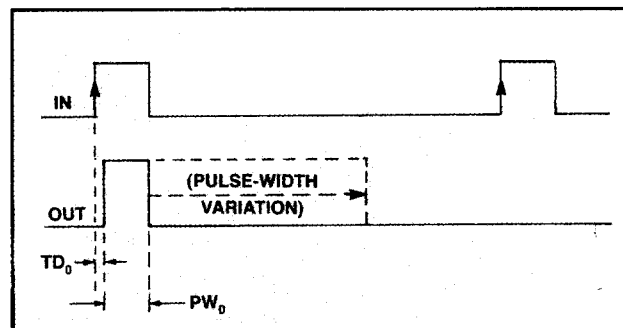 IN
(PULSE-WIDTH
VARIATION)
OUT
TD₀
PW₀